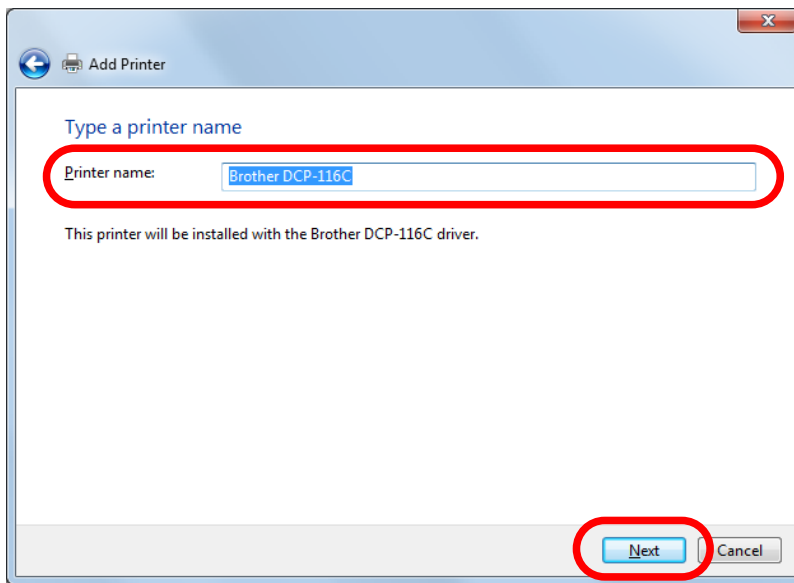 Add Printer
Type a printer name
Printer name: Brother DCP-116C
This printer will be installed with the Brother DCP-116C driver.
Next Cancel